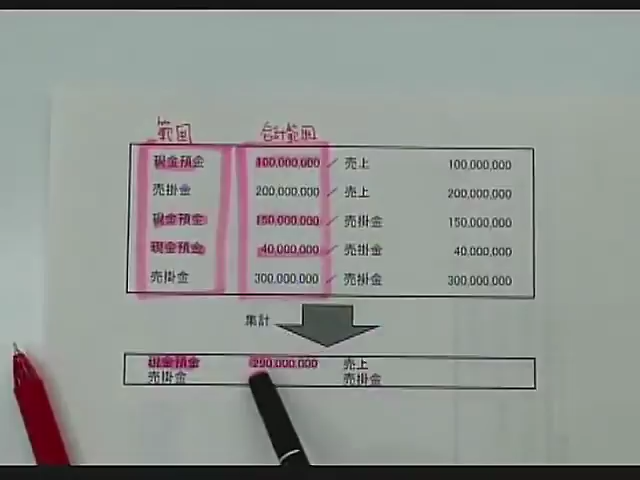 範囲 合計範囲
現金預金 100,000,000 / 売上 100,000,000
売掛金 200,000,000 / 売上 200,000,000
現金預金 150,000,000 / 売掛金 150,000,000
現金預金 40,000,000 / 売掛金 40,000,000
売掛金 300,000,000 / 売掛金 300,000,000
集計
現金預金 290,000,000 売上
売掛金 売掛金